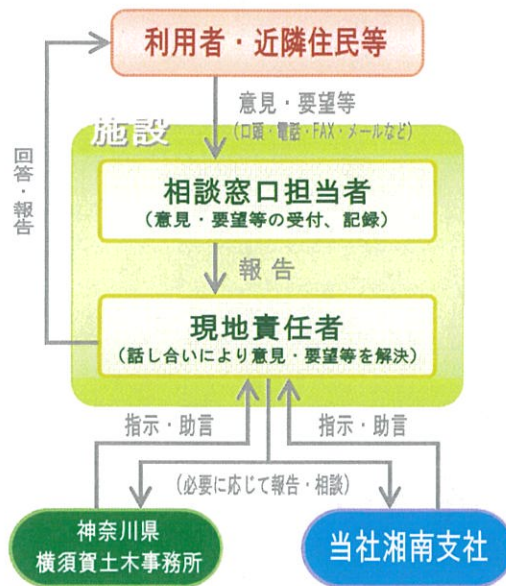 利用者・近隣住民等
意見・要望等
(口頭・電話・FAX・メールなど)
施設
相談窓口担当者
(意見・要望等の受付、記録)
回答・報告
報告
現地責任者
(話し合いにより意見・要望等を解決)
指示・助言
指示・助言
(必要に応じて報告・相談)
神奈川県
横須賀土木事務所
当社湘南支社